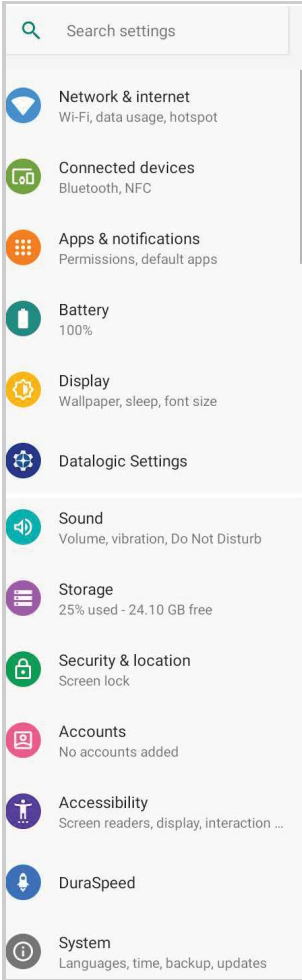 Search settings
Network & internet
Wi-Fi, data usage, hotspot
Connected devices
Bluetooth, NFC
Apps & notifications
Permissions, default apps
Battery
100%
Display
Wallpaper, sleep, font size
Datalogic Settings
Sound
Volume, vibration, Do Not Disturb
Storage
25% used - 24.10 GB free
Security & location
Screen lock
Accounts
No accounts added
Accessibility
Screen readers, display, interaction ...
DuraSpeed
System
Languages, time, backup, updates